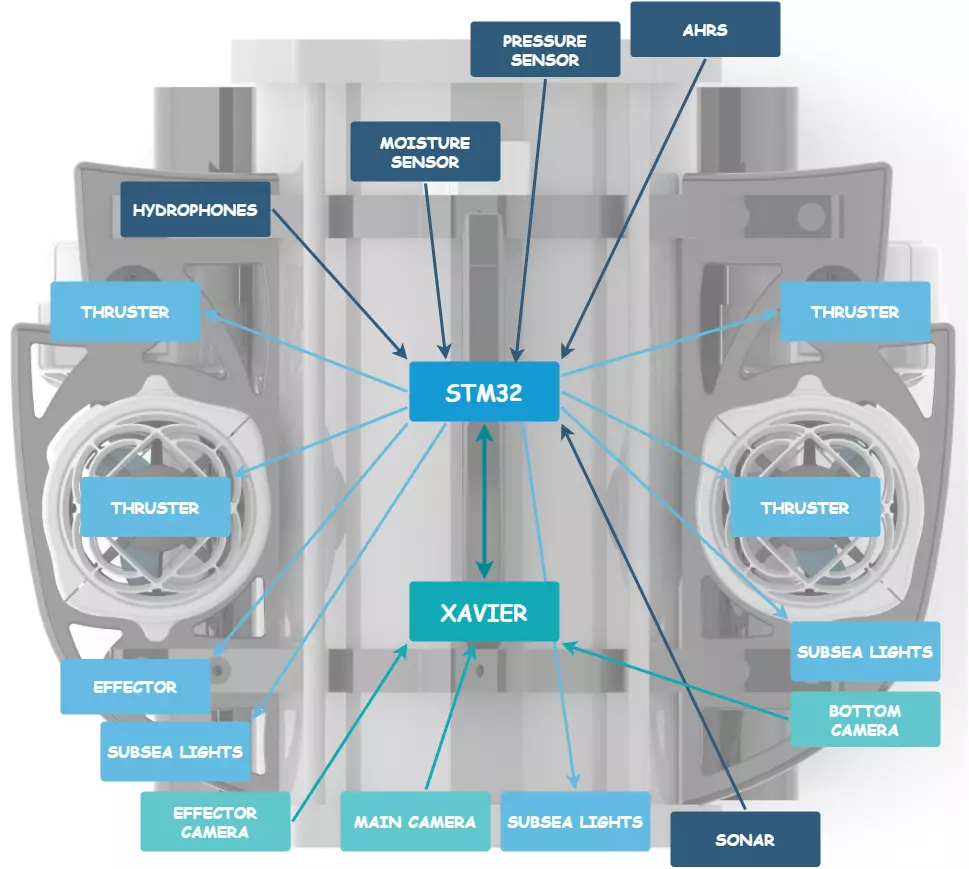 AHRS
PRESSURE
SENSOR
MOISTURE
SENSOR
HYDROPHONES
THRUSTER
THRUSTER
STM32
THRUSTER
THRUSTER
XAVIER
SUBSEA LIGHTS
EFFECTOR
BOTTOM
CAMERA
SUBSEA LIGHTS
EFFECTOR
CAMERA
MAIN CAMERA
SUBSEA LIGHTS
SONAR